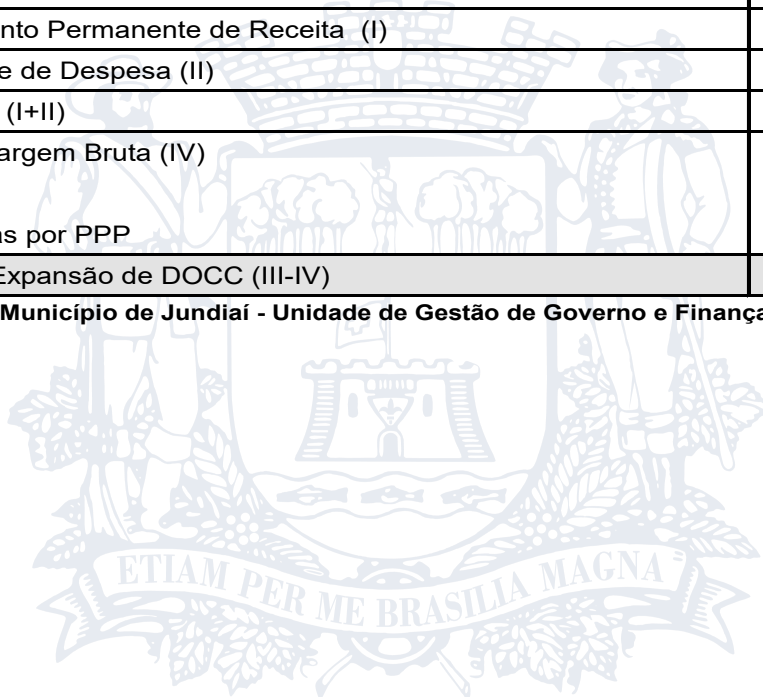 nto Permanente de Receita (I)
e de Despesa (II)
(I+II)
argem Bruta (IV)
as por PPP
Expansão de DOCC (III-IV)
Município de Jundiaí - Unidade de Gestão de Governo e Finança
ETIAM PER ME BRASILIA MAGNA